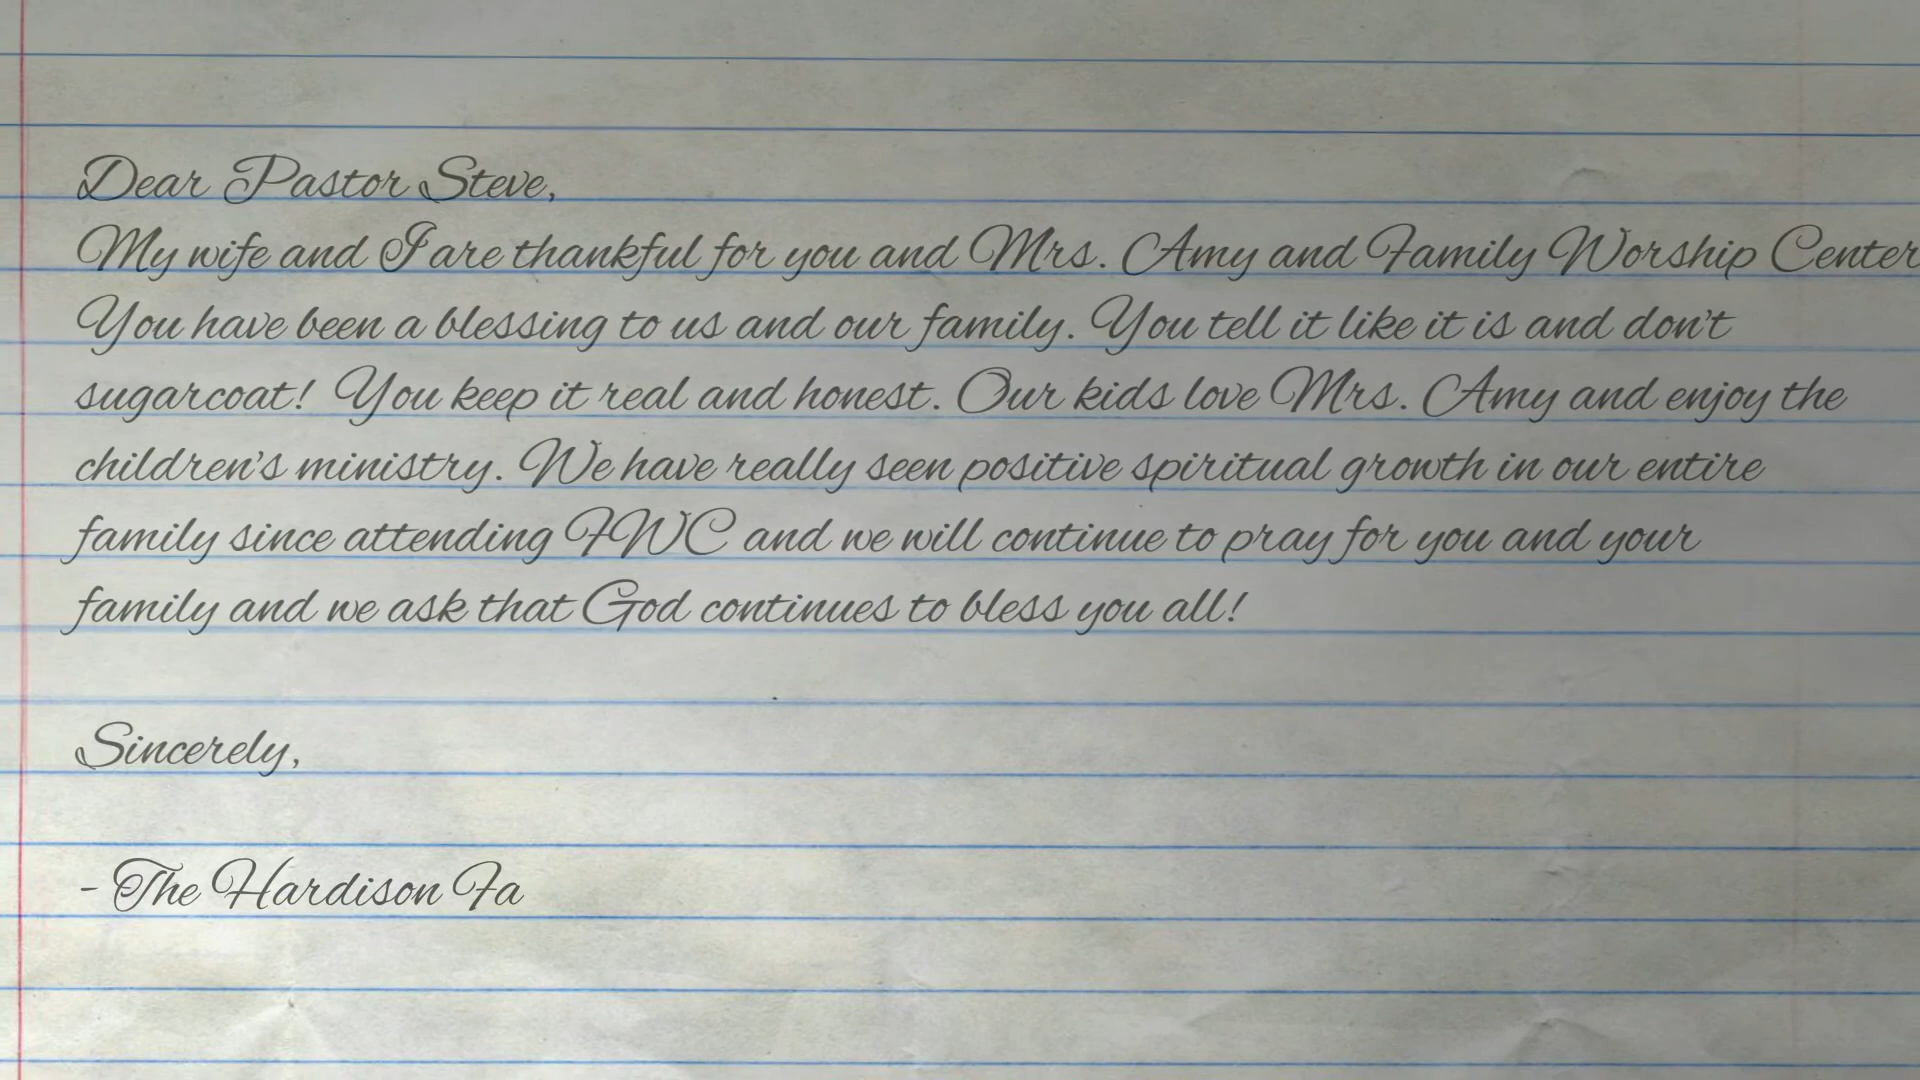 Dear Pastor Steve,
My wife and I are thankful for you and Mrs. Amy and Family Worship Center
You have been a blessing to us and our family. You tell it like it is and don't
sugarcoat! You keep it real and honest. Our kids love Mrs. Amy and enjoy the
children's ministry. We have really seen positive spiritual growth in our entire
family since attending FWC and we will continue to pray for you and your
family and we ask that God continues to bless you all!
Sincerely,
- The Hardison Fa